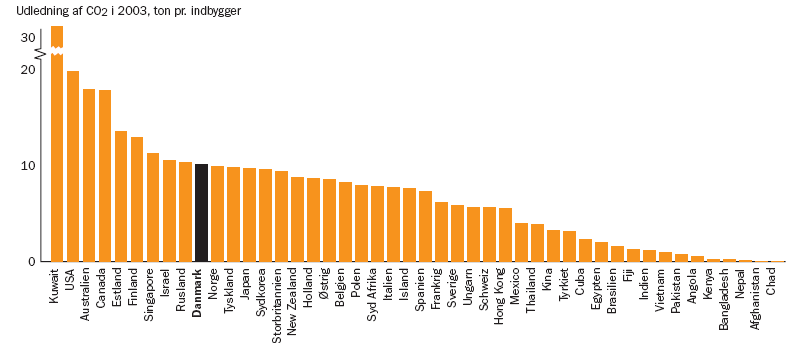 Udledning af CO2 i 2003, ton pr. indbygger
30
20
10
0
Kuwait
USA
Australien
Canada
Estland
Finland
Singapore
Israel
Rusland
Danmark
Norge
Tyskland
Japan
Sydkorea
Storbritannien
New Zealand
Holland
Østrig
Belgien
Polen
Syd Afrika
Italien
Island
Spanien
Frankrig
Sverige
Ungarn
Schweiz
Hong Kong
Mexico
Thailand
Kina
Tyrkiet
Cuba
Egypten
Brasilien
Fiji
Indien
Vietnam
Pakistan
Angola
Kenya
Bangladesh
Nepal
Afghanistan
Chad